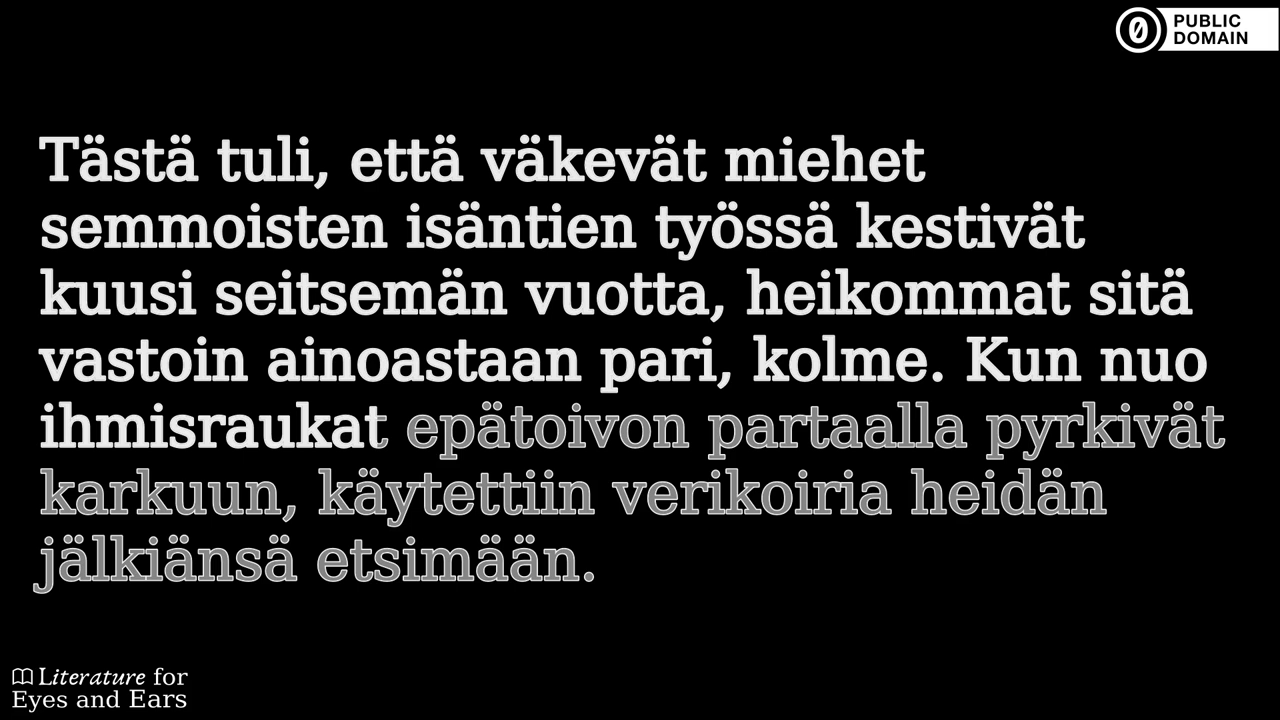 PUBLIC
DOMAIN
Tästä tuli, että väkevät miehet
semmoisten isäntien työssä kestivät
kuusi seitsemän vuotta, heikommat sitä
vastoin ainoastaan pari, kolme. Kun nuo
ihmisraukat epätoivon partaalla pyrkivät
karkuun, käytettiin verikoiria heidän
jälkiänsä etsimään.
Literature for
Eyes and Ears